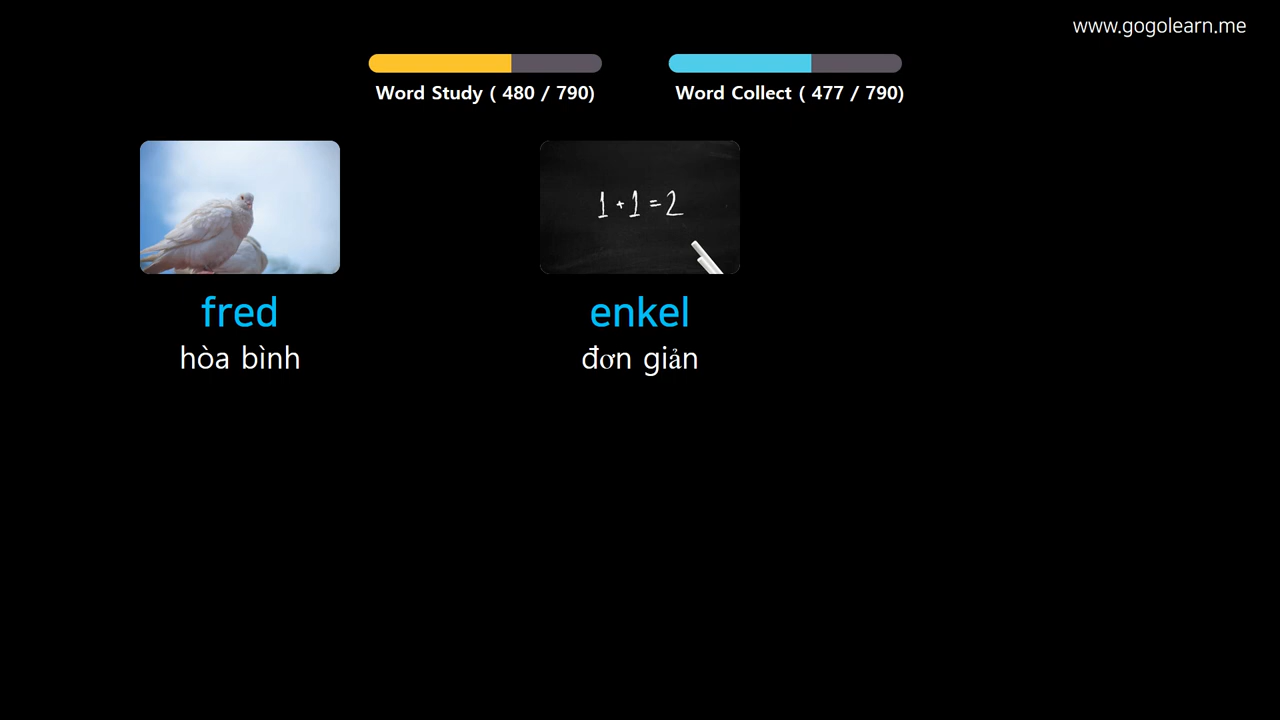 www.gogolearn.me
Word Study ( 480 / 790)
Word Collect ( 477 / 790)
1 + 1 = 2
fred
enkel
hòa bình
đơn giản